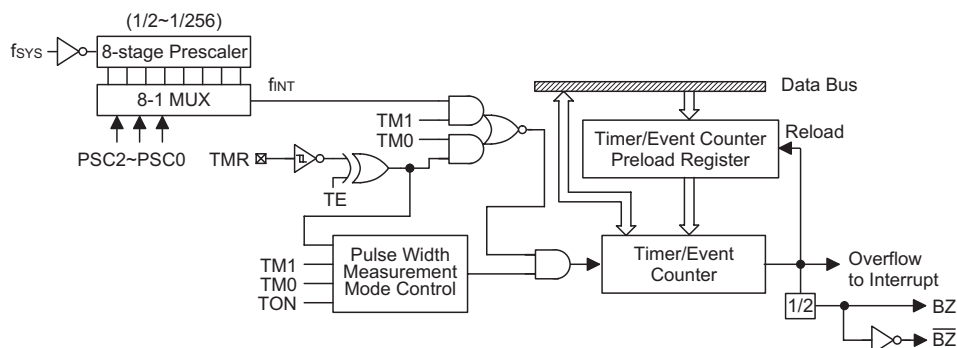 (1/2~1/256)
fSYS
8-stage Prescaler
8-1 MUX
fINT
PSC2~PSC0
TMR
TE
TM1
TM0
Data Bus
Timer/Event Counter
Preload Register
Reload
TM1
TM0
TON
Pulse Width
Measurement
Mode Control
Timer/Event
Counter
Overflow
to Interrupt
1/2
BZ
B̅Z̅